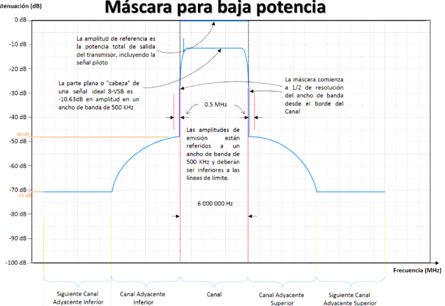 Máscara para baja potencia
Atenuación (dB)
0 dB
-10 dB
-20 dB
-30 dB
-40 dB
-50 dB
-60 dB
-70 dB
-80 dB
-90 dB
-100 dB
La amplitud de referencia es
la potencia total de salida
del transmisor, incluyendo la
señal piloto
La parte plana o "cabeza" de
una señal ideal 8-VSB es
-10.63dB en amplitud en un
ancho de banda de 500 KHz
La máscara comienza
a 1/2 de resolución
del ancho de banda
desde el borde del
Canal
0.5 MHz
Las amplitudes de
emisión están
referidos a un
ancho de banda de
500 KHz y deberán
ser inferiores a las
líneas de límite.
6 000 000 Hz
Frecuencia (MHz)
Siguiente Canal
Adyacente Inferior
Canal Adyacente
Inferior
Canal
Canal Adyacente
Superior
Siguiente Canal
Adyacente Superior